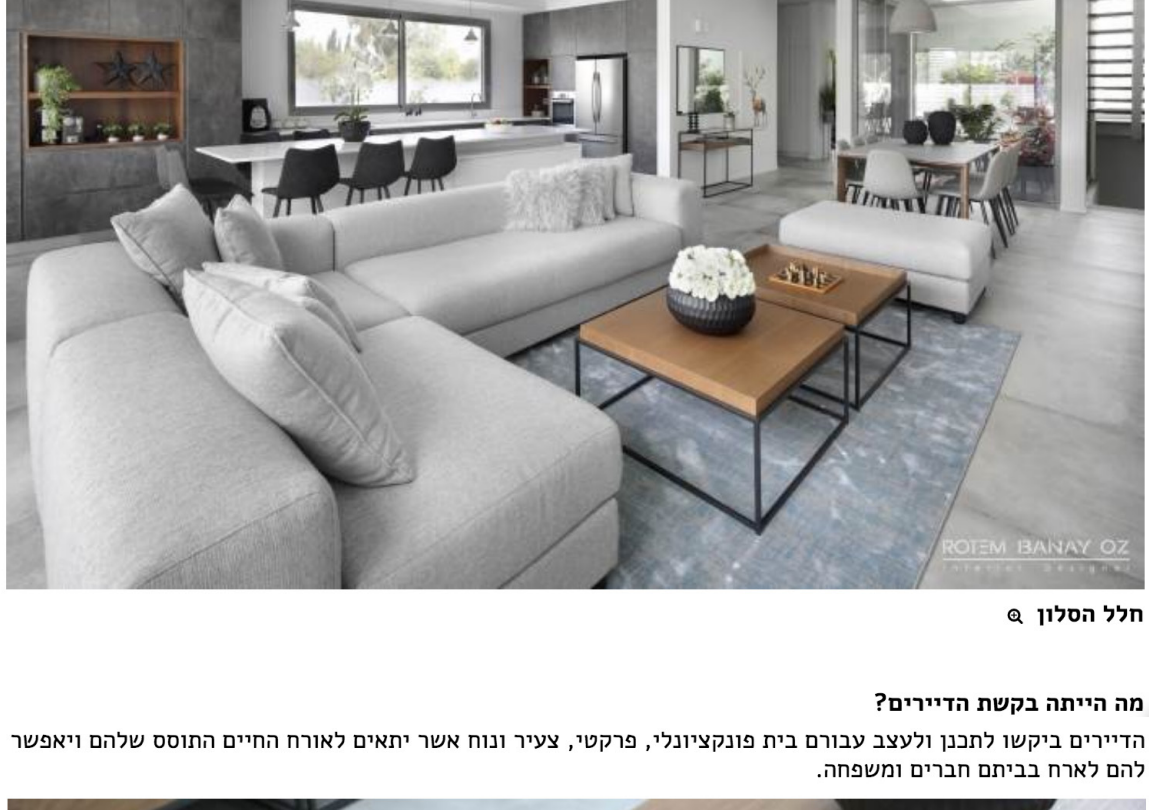 ROTEM BANAY OZ
Interior Designer
חלל הסלון
מה הייתה בקשת הדיירים?
הדיירים ביקשו לתכנן ולעצב עבורם בית פונקציונלי, פרקטי, צעיר ונוח אשר יתאים לאורח החיים התוסס שלהם ויאפשר
להם לארח בביתם חברים ומשפחה.